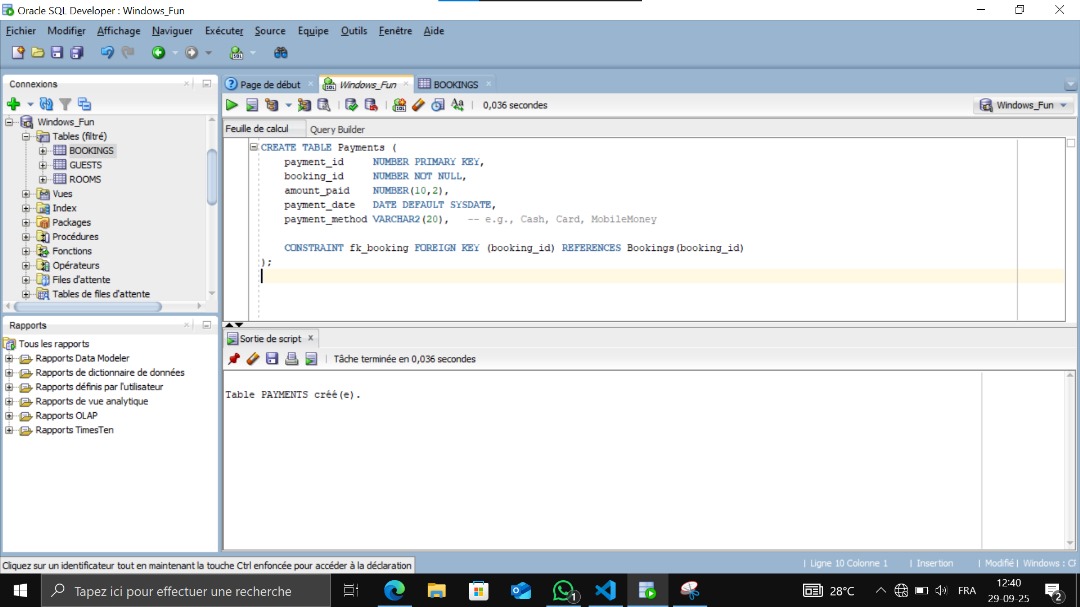 Oracle SQL Developer : Windows_Fun
Fichier Modifier Affichage Naviguer Exécuter Source Equipe Outils Fenêtre Aide
Connexions
Windows_Fun
Tables (filtré)
BOOKINGS
GUESTS
ROOMS
Vues
Index
Packages
Procédures
Fonctions
Opérateurs
Files d'attente
Tables de files d'attente
Rapports
Tous les rapports
Rapports Data Modeler
Rapports de dictionnaire de données
Rapports définis par l'utilisateur
Rapports de vue analytique
Rapports OLAP
Rapports TimesTen
Page de début Windows_Fun BOOKINGS
0,036 secondes Windows_Fun
Feuille de calcul Query Builder
CREATE TABLE Payments (
payment_id NUMBER PRIMARY KEY,
booking_id NUMBER NOT NULL,
amount_paid NUMBER(10,2),
payment_date DATE DEFAULT SYSDATE,
payment_method VARCHAR2(20), -- e.g., Cash, Card, MobileMoney
CONSTRAINT fk_booking FOREIGN KEY (booking_id) REFERENCES Bookings(booking_id)
);
Sortie de script x
Tâche terminée en 0,036 secondes
Table PAYMENTS créé(e).
Cliquez sur un identificateur tout en maintenant la touche Ctrl enfoncée pour accéder à la déclaration
Ligne 10 Colonne 1 Insertion Modifié Windows : CF
Tapez ici pour effectuer une recherche
1
28°C
FRA
12:40
29-09-25
2